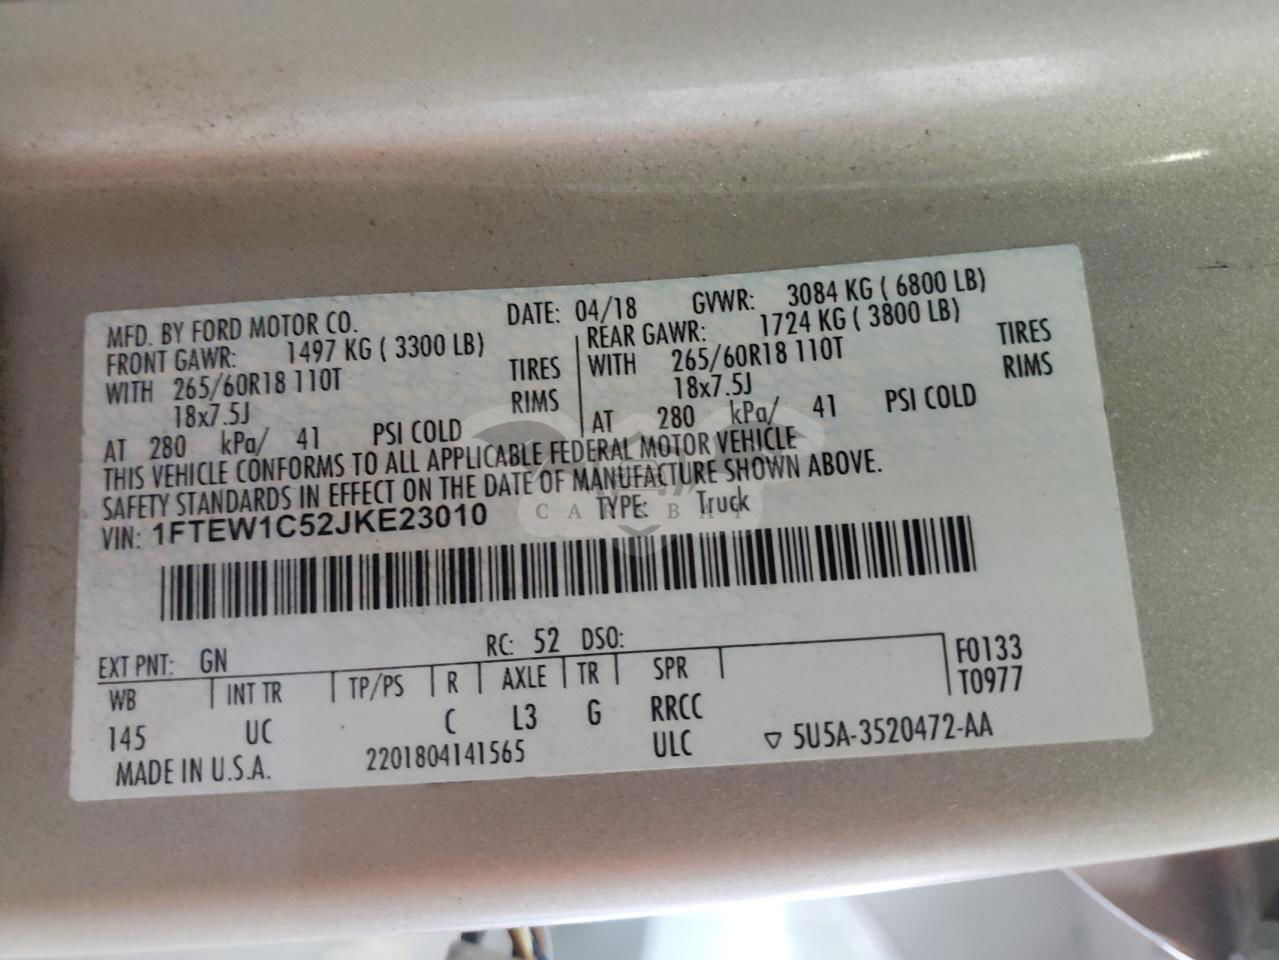 MFD. BY FORD MOTOR CO. DATE: 04/18 GVWR: 3084 KG ( 6800 LB)
FRONT GAWR: 1497 KG ( 3300 LB) REAR GAWR: 1724 KG ( 3800 LB)
WITH 265/60R18 110T TIRES WITH 265/60R18 110T TIRES
18x7.5J RIMS 18x7.5J RIMS
AT 280 kPa/ 41 PSI COLD AT 280 kPa/ 41 PSI COLD
THIS VEHICLE CONFORMS TO ALL APPLICABLE FEDERAL MOTOR VEHICLE
SAFETY STANDARDS IN EFFECT ON THE DATE OF MANUFACTURE SHOWN ABOVE.
VIN: 1FTEW1C52JKE23010 TYPE: Truck
EXT PNT: GN RC: 52 DSO:
WB INT TR TP/PS R AXLE TR SPR F0133
T0977
145 UC C L3 G RRCC
ULC ▽ 5U5A-3520472-AA
MADE IN U.S.A. 2201804141565